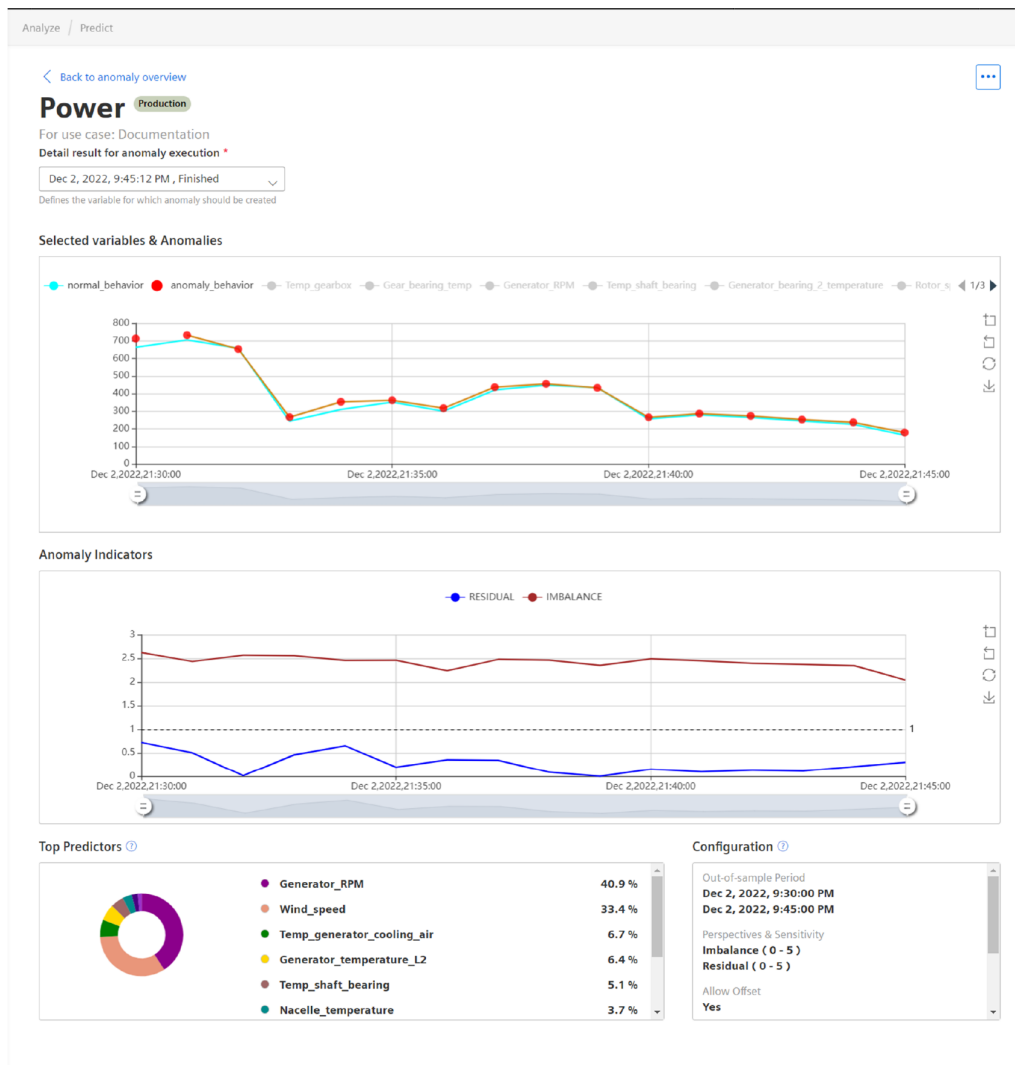 Analyze / Predict
Back to anomaly overview
Power Production
For use case: Documentation
Detail result for anomaly execution *
Dec 2, 2022, 9:45:12 PM , Finished
Defines the variable for which anomaly should be created
Selected variables & Anomalies
normal_behavior anomaly_behavior Temp_gearbox Gear_bearing_temp Generator_RPM Temp_shaft_bearing Generator_bearing_2_temperature 1/3
800
700
600
500
400
300
200
100
0
Dec 2,2022,21:30:00 Dec 2,2022,21:35:00 Dec 2,2022,21:40:00 Dec 2,2022,21:45:00
Anomaly Indicators
RESIDUAL IMBALANCE
3
2.5
2
1.5
1 1
0.5
0
Dec 2,2022,21:30:00 Dec 2,2022,21:35:00 Dec 2,2022,21:40:00 Dec 2,2022,21:45:00
Top Predictors
Generator_RPM 40.9 %
Wind_speed 33.4 %
Temp_generator_cooling_air 6.7 %
Generator_temperature_L2 6.4 %
Temp_shaft_bearing 5.1 %
Nacelle_temperature 3.7 %
Configuration
Out-of-sample Period
Dec 2, 2022, 9:30:00 PM
Dec 2, 2022, 9:45:00 PM
Perspectives & Sensitivity
Imbalance ( 0 - 5 )
Residual ( 0 - 5 )
Allow Offset
Yes